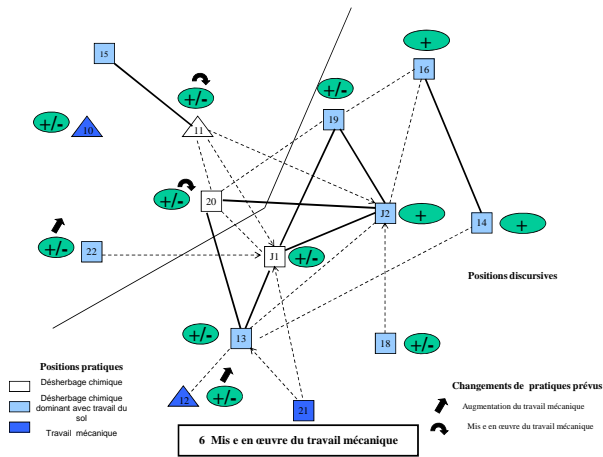 15
+
16
+/-
+/-
19
+/-
10
11
20
+/-
J2
+
14
+
+/-
22
J1
+/-
Positions discursives
+/-
13
18
+/-
Positions pratiques
Désherbage chimique
Désherbage chimique
dominant avec travail du
sol
Travail mécanique
12
+/-
21
Changements de pratiques prévus
Augmentation du travail mécanique
Mis e en œuvre du travail mécanique
6 Mis e en œuvre du travail mécanique